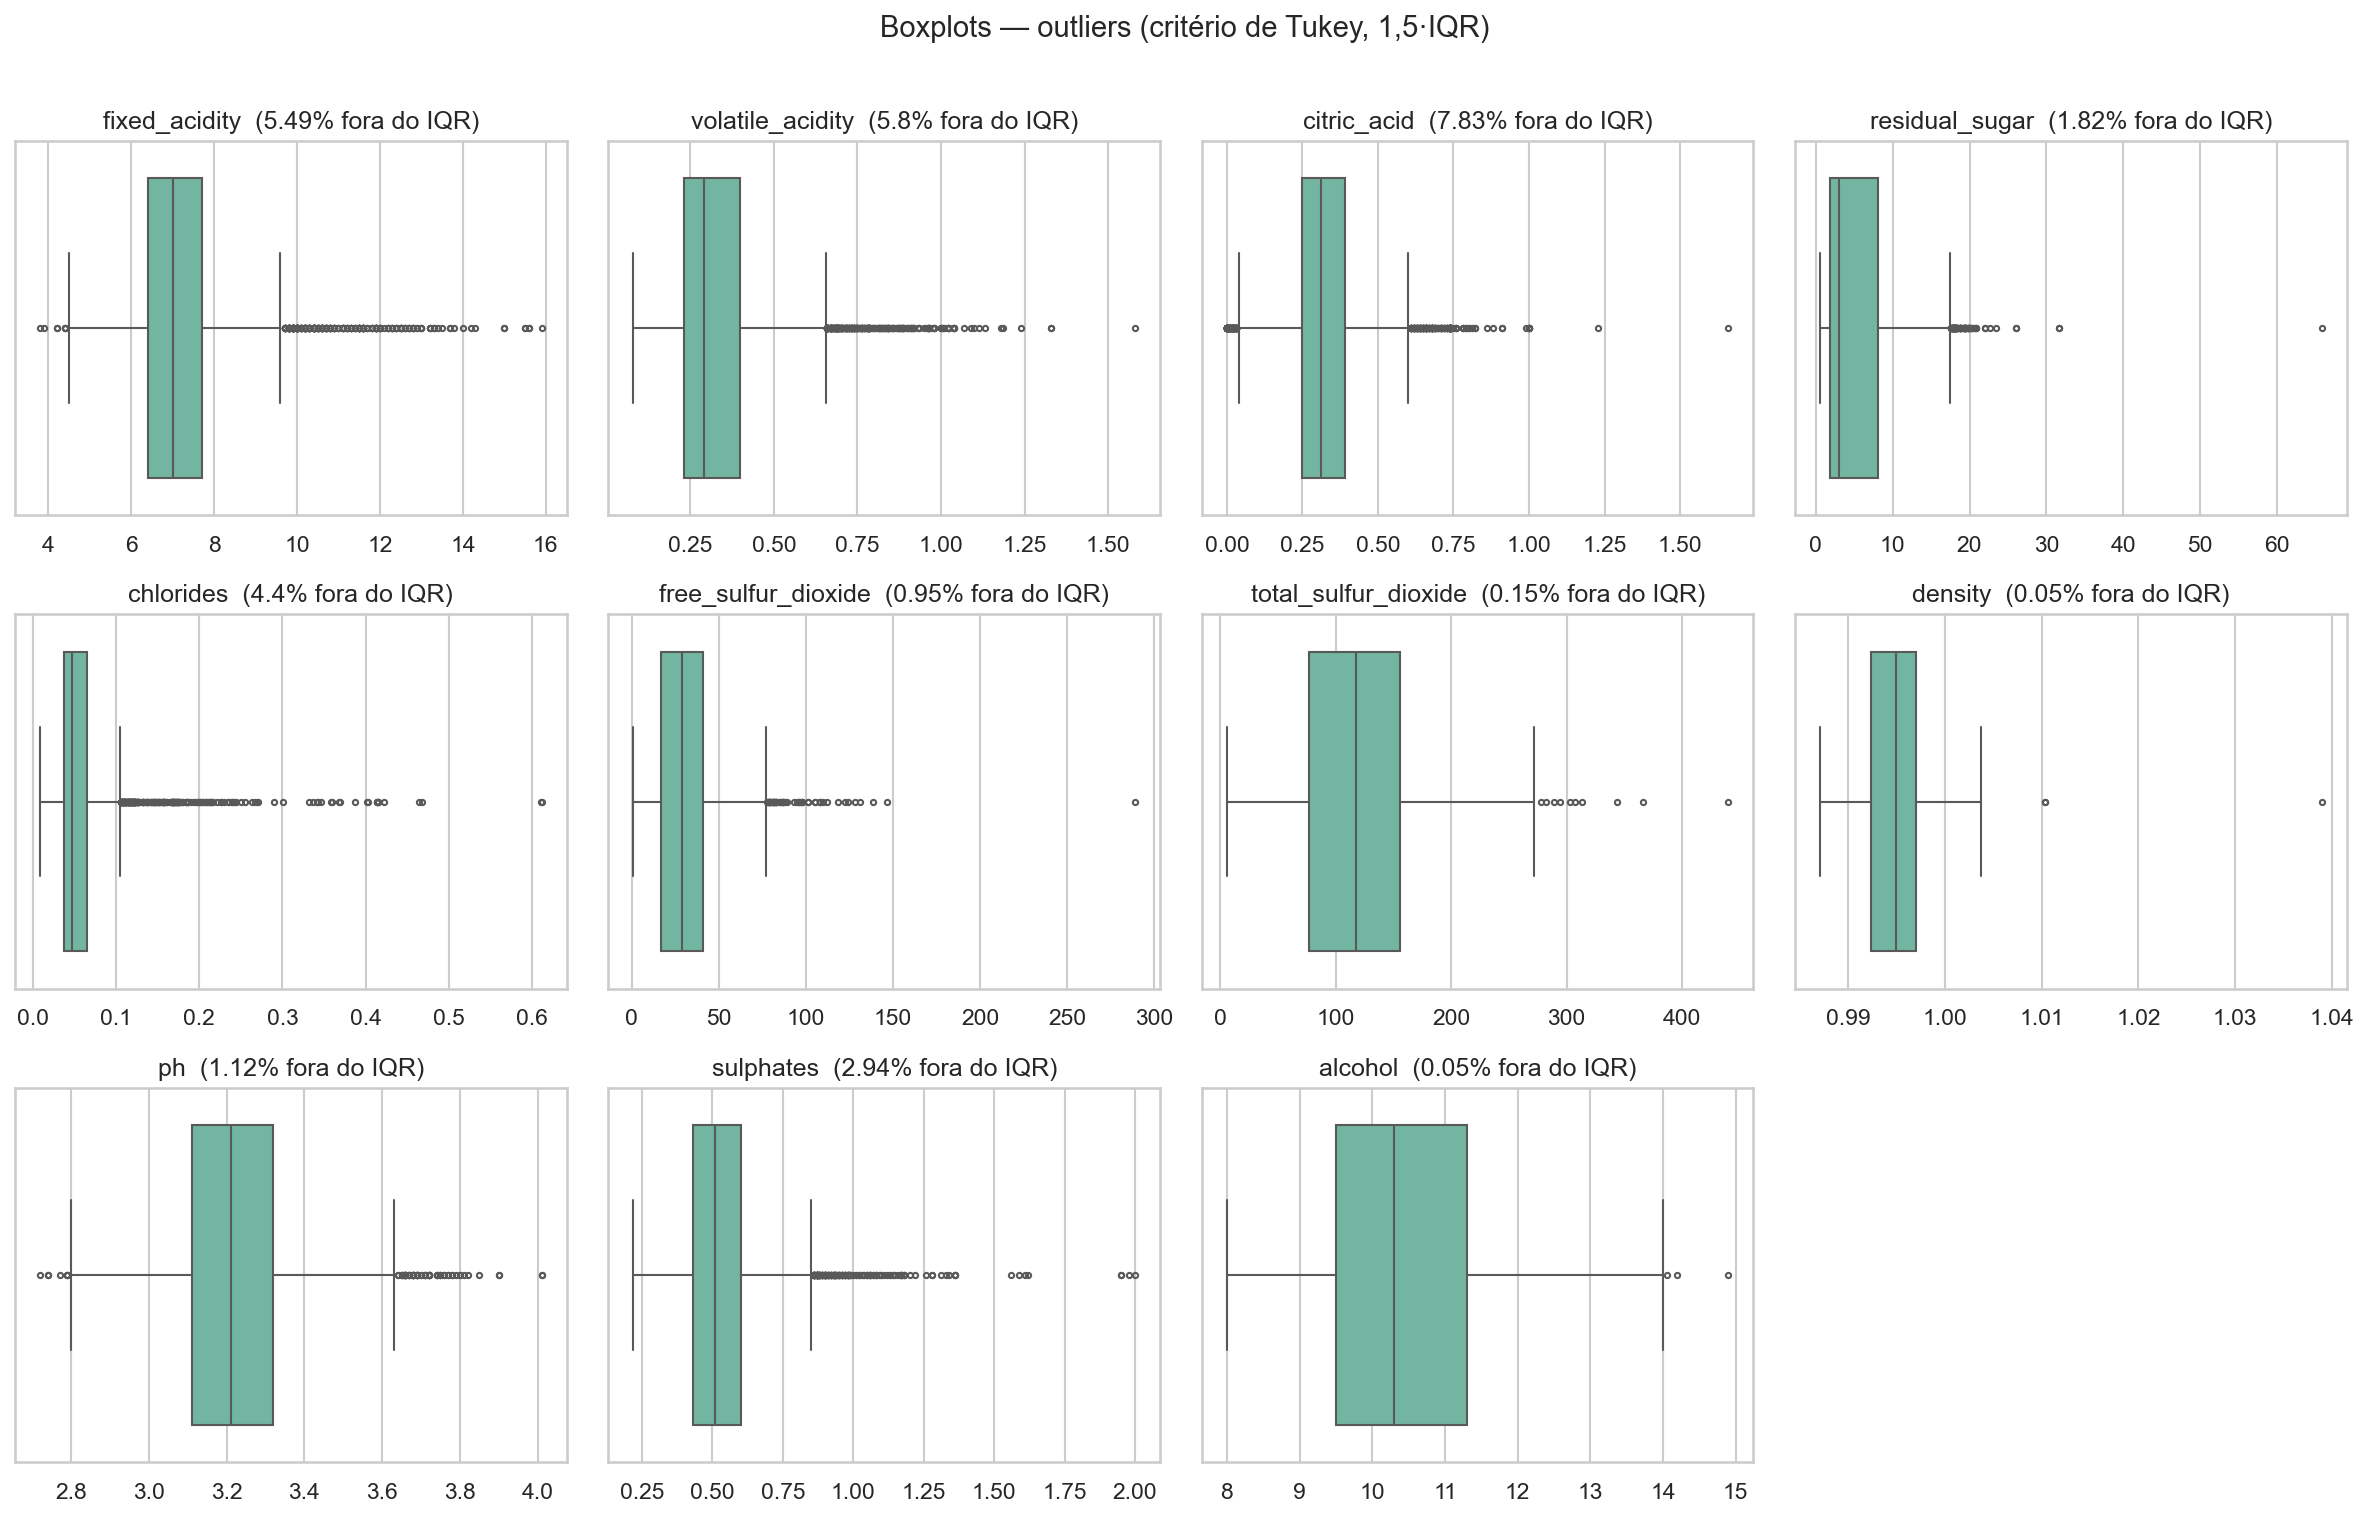 Boxplots — outliers (critério de Tukey, 1,5·IQR)
fixed_acidity (5.49% fora do IQR)
volatile_acidity (5.8% fora do IQR)
citric_acid (7.83% fora do IQR)
residual_sugar (1.82% fora do IQR)
4 6 8 10 12 14 16
0.25 0.50 0.75 1.00 1.25 1.50
0.00 0.25 0.50 0.75 1.00 1.25 1.50
0 10 20 30 40 50 60
chlorides (4.4% fora do IQR)
free_sulfur_dioxide (0.95% fora do IQR)
total_sulfur_dioxide (0.15% fora do IQR)
density (0.05% fora do IQR)
0.0 0.1 0.2 0.3 0.4 0.5 0.6
0 50 100 150 200 250 300
0 100 200 300 400
0.99 1.00 1.01 1.02 1.03 1.04
ph (1.12% fora do IQR)
sulphates (2.94% fora do IQR)
alcohol (0.05% fora do IQR)
2.8 3.0 3.2 3.4 3.6 3.8 4.0
0.25 0.50 0.75 1.00 1.25 1.50 1.75 2.00
8 9 10 11 12 13 14 15